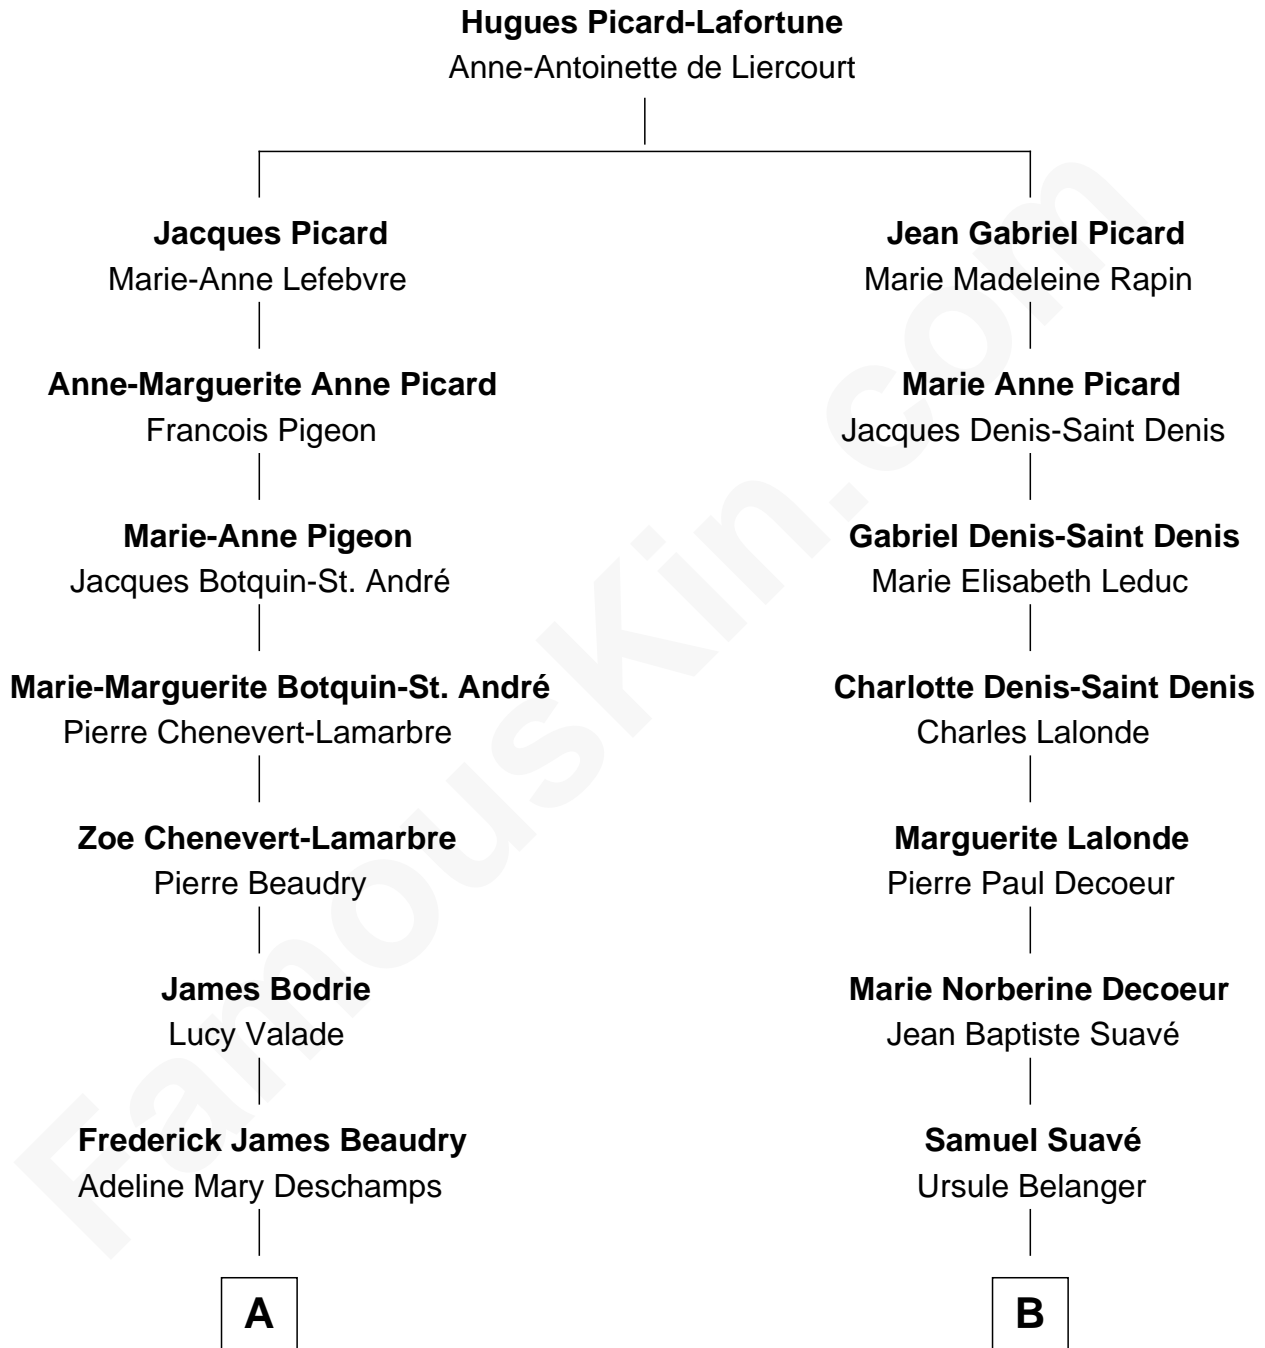 Hugues Picard-Lafortune
Anne-Antoinette de Liercourt
Jacques Picard
Marie-Anne Lefebvre
Jean Gabriel Picard
Marie Madeleine Rapin
Anne-Marguerite Anne Picard
Francois Pigeon
Marie Anne Picard
Jacques Denis-Saint Denis
Marie-Anne Pigeon
Jacques Botquin-St. André
Gabriel Denis-Saint Denis
Marie Elisabeth Leduc
Marie-Marguerite Botquin-St. André
Pierre Chenevert-Lamarbre
Charlotte Denis-Saint Denis
Charles Lalonde
Zoe Chenevert-Lamarbre
Pierre Beaudry
Marguerite Lalonde
Pierre Paul Decoeur
James Bodrie
Lucy Valade
Marie Norberine Decoeur
Jean Baptiste Suavé
Frederick James Beaudry
Adeline Mary Deschamps
Samuel Suavé
Ursule Belanger
A
B
FamousKin.com